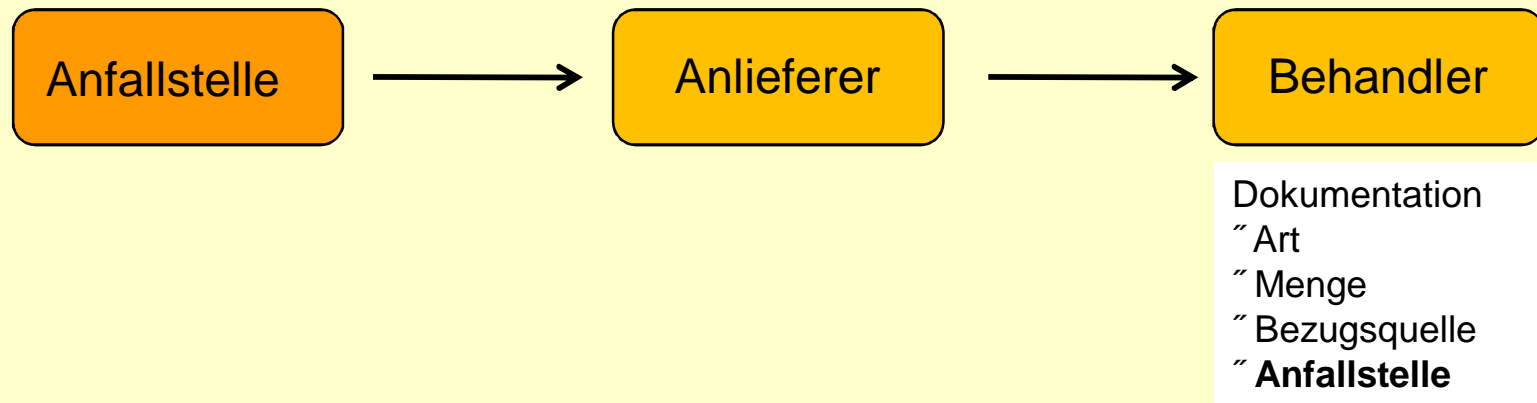 Anfallstelle
Anlieferer
Behandler
Dokumentation
˝ Art
˝ Menge
˝ Bezugsquelle
˝ Anfallstelle